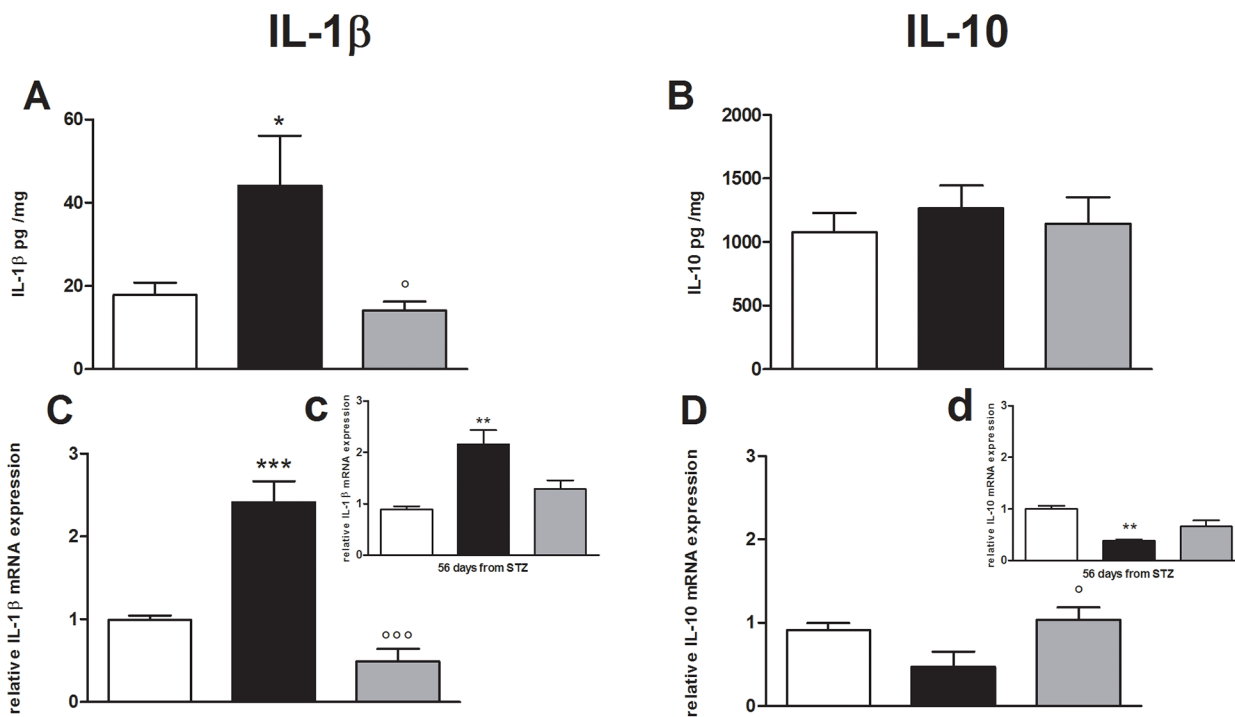 IL-1β
IL-10
A
60
40
20
0
IL-1β pg /mg
*
°
B
2000
1500
1000
500
0
IL-10 pg /mg
C
3
2
1
0
relative IL-1 β mRNA expression
***
°°°
c
3
2
1
0
relative IL-1 β mRNA expression
**
56 days from STZ
D
3
2
1
0
relative IL-10 mRNA expression
°
d
3
2
1
0
relative IL-10 mRNA expression
**
56 days from STZ